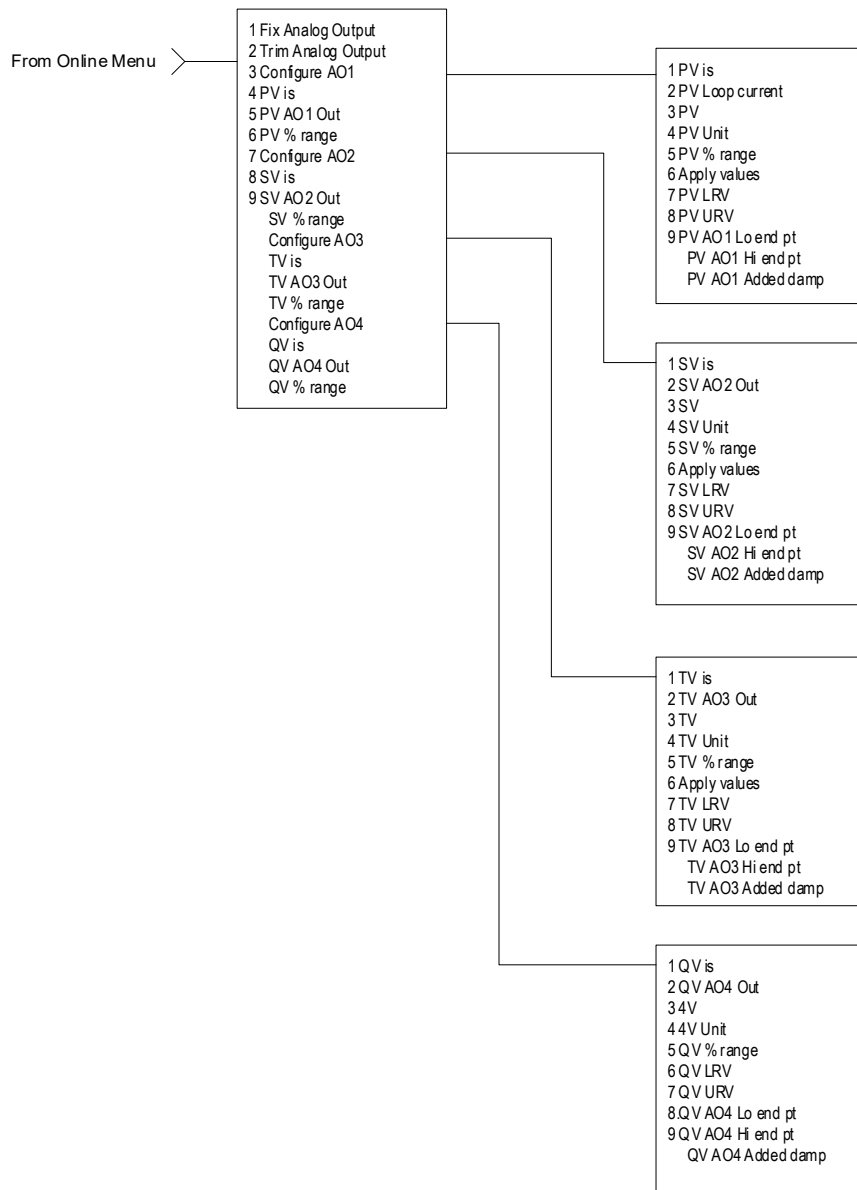 From Online Menu
1 Fix Analog Output
2 Trim Analog Output
3 Configure AO1
4 PV is
5 PV AO1 Out
6 PV % range
7 Configure AO2
8 SV is
9 SV AO2 Out
SV % range
Configure AO3
TV is
TV AO3 Out
TV % range
Configure AO4
QV is
QV AO4 Out
QV % range
1 PV is
2 PV Loop current
3 PV
4 PV Unit
5 PV % range
6 Apply values
7 PV LRV
8 PV URV
9 PV AO1 Lo end pt
PV AO1 Hi end pt
PV AO1 Added damp
1 SV is
2 SV AO2 Out
3 SV
4 SV Unit
5 SV % range
6 Apply values
7 SV LRV
8 SV URV
9 SV AO2 Lo end pt
SV AO2 Hi end pt
SV AO2 Added damp
1 TV is
2 TV AO3 Out
3 TV
4 TV Unit
5 TV % range
6 Apply values
7 TV LRV
8 TV URV
9 TV AO3 Lo end pt
TV AO3 Hi end pt
TV AO3 Added damp
1 QV is
2 QV AO4 Out
3 4V
4 4V Unit
5 QV % range
6 QV LRV
7 QV URV
8.QV AO4 Lo end pt
9 QV AO4 Hi end pt
QV AO4 Added damp